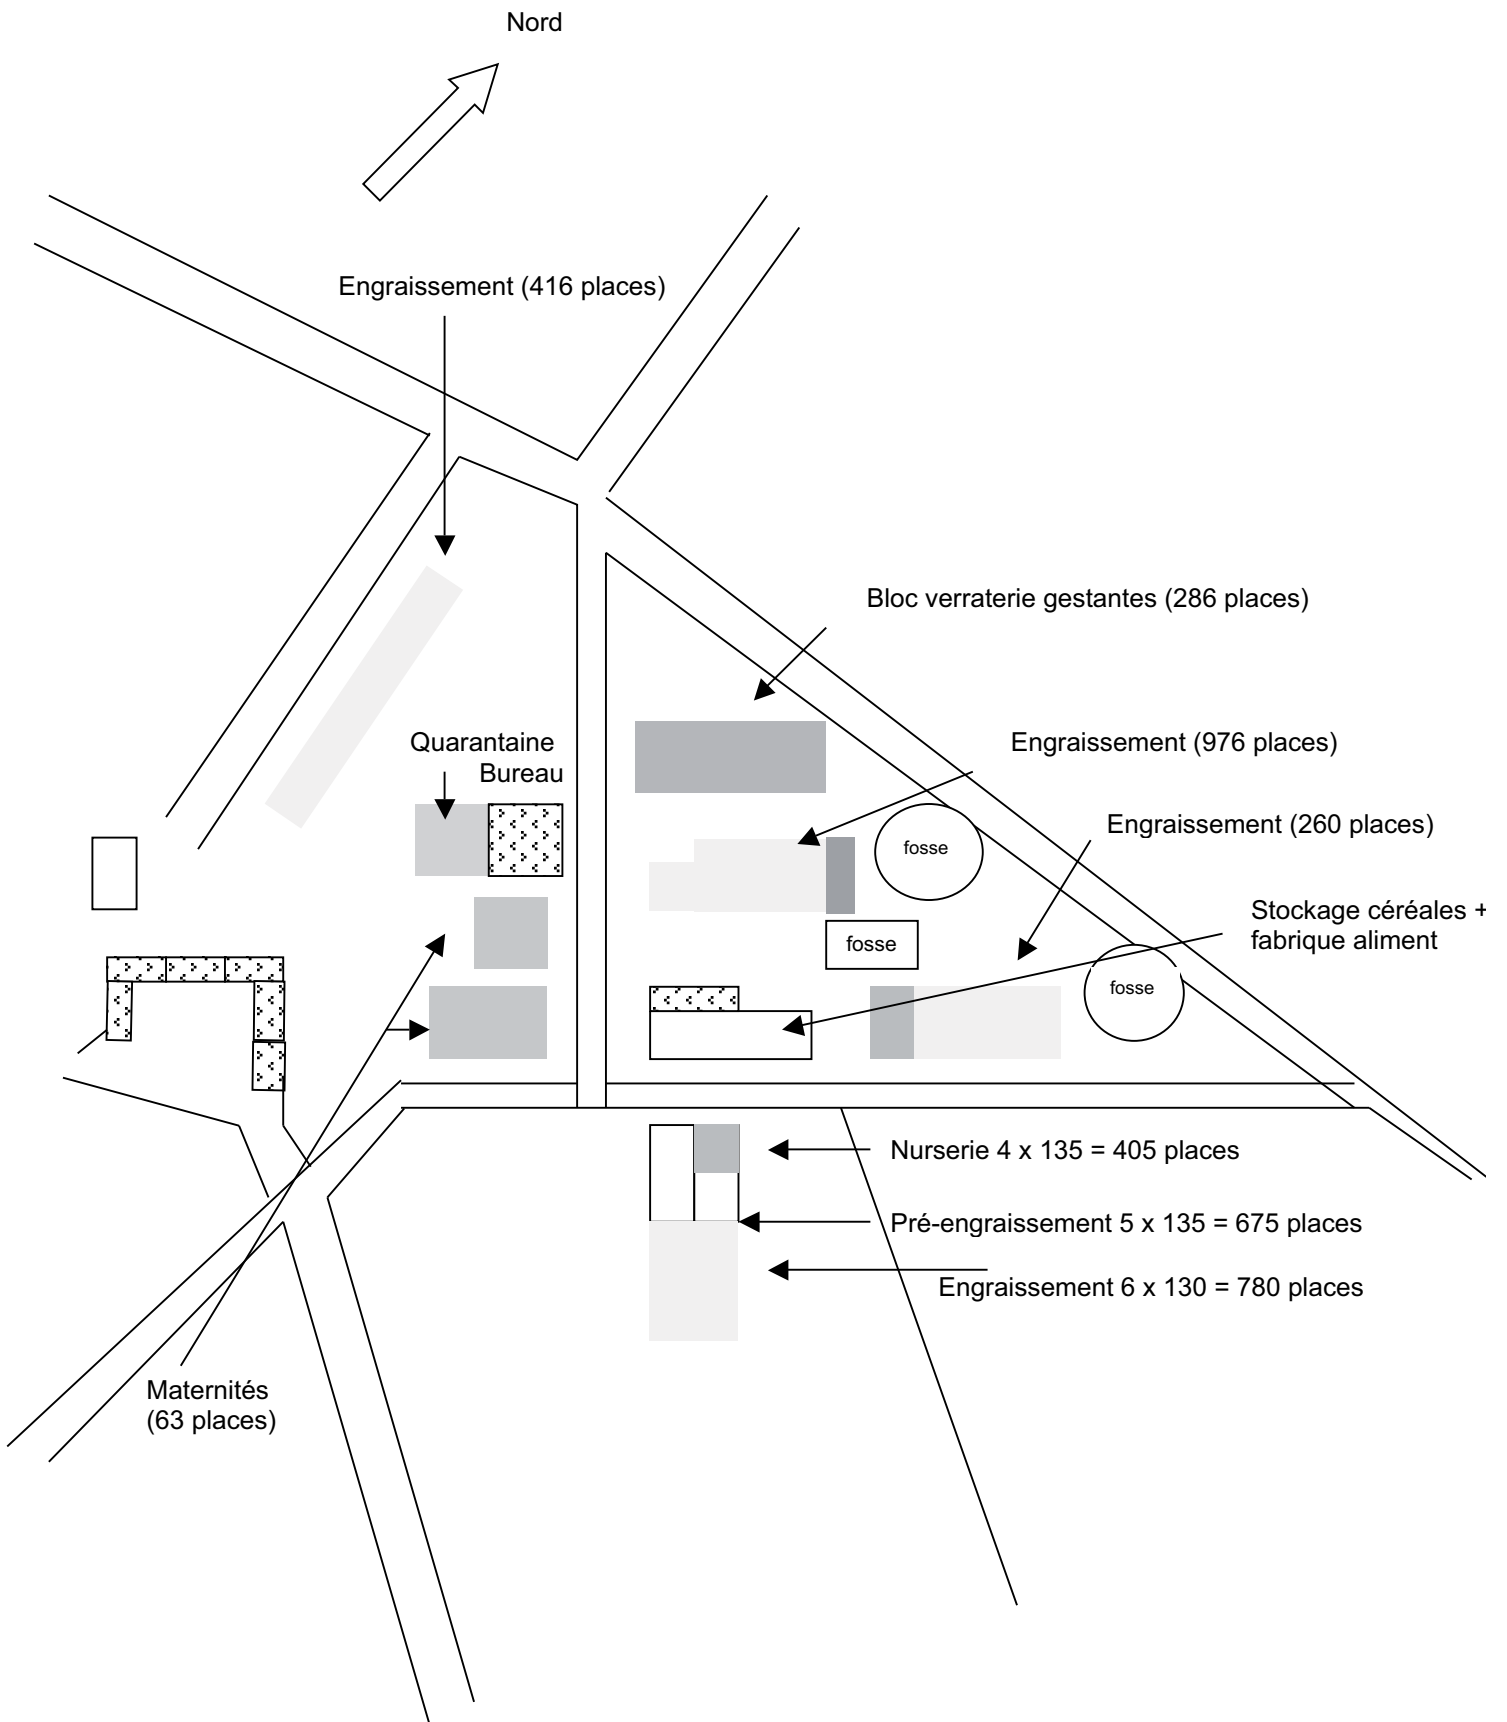 Nord
Engraissement (416 places)
Bloc verraterie gestantes (286 places)
Quarantaine
Bureau
Engraissement (976 places)
Engraissement (260 places)
fosse
Stockage céréales +
fabrique aliment
fosse
fosse
Nurserie 4 x 135 = 405 places
Pré-engraissement 5 x 135 = 675 places
Engraissement 6 x 130 = 780 places
Maternités
(63 places)